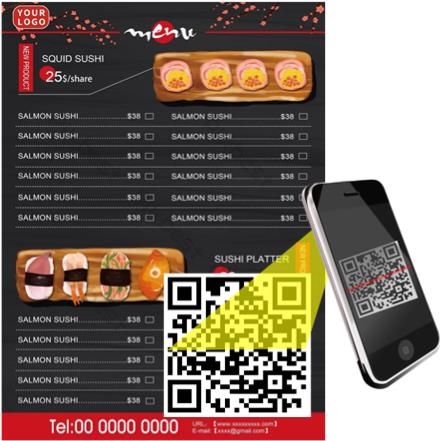 YOUR
LOGO
menu
NEW PRODUCT
SQUID SUSHI
25$/share
SALMON SUSHI $38 SALMON SUSHI. $38
SALMON SUSHI $38 SALMON SUSHI $38
SALMON SUSHI $38 SALMON SUSHI $38
SALMON SUSHI $38 SALMON SUSHI $38
SALMON SUSHI $38 SALMON SUSHI $38
SALMON SUSHI $38 SALMON SUSHI $38
SUSHI PLATTER
SALMON SUSHI $38
SALMON SUSHI $38
SALMON SUSHI $38
SALMON SUSHI $38
SALMON SUSHI $38
Tel:00 0000 0000
URL: 【www.xxxxxxxxx.com】
E-mail:【xxxx@gmail.com】